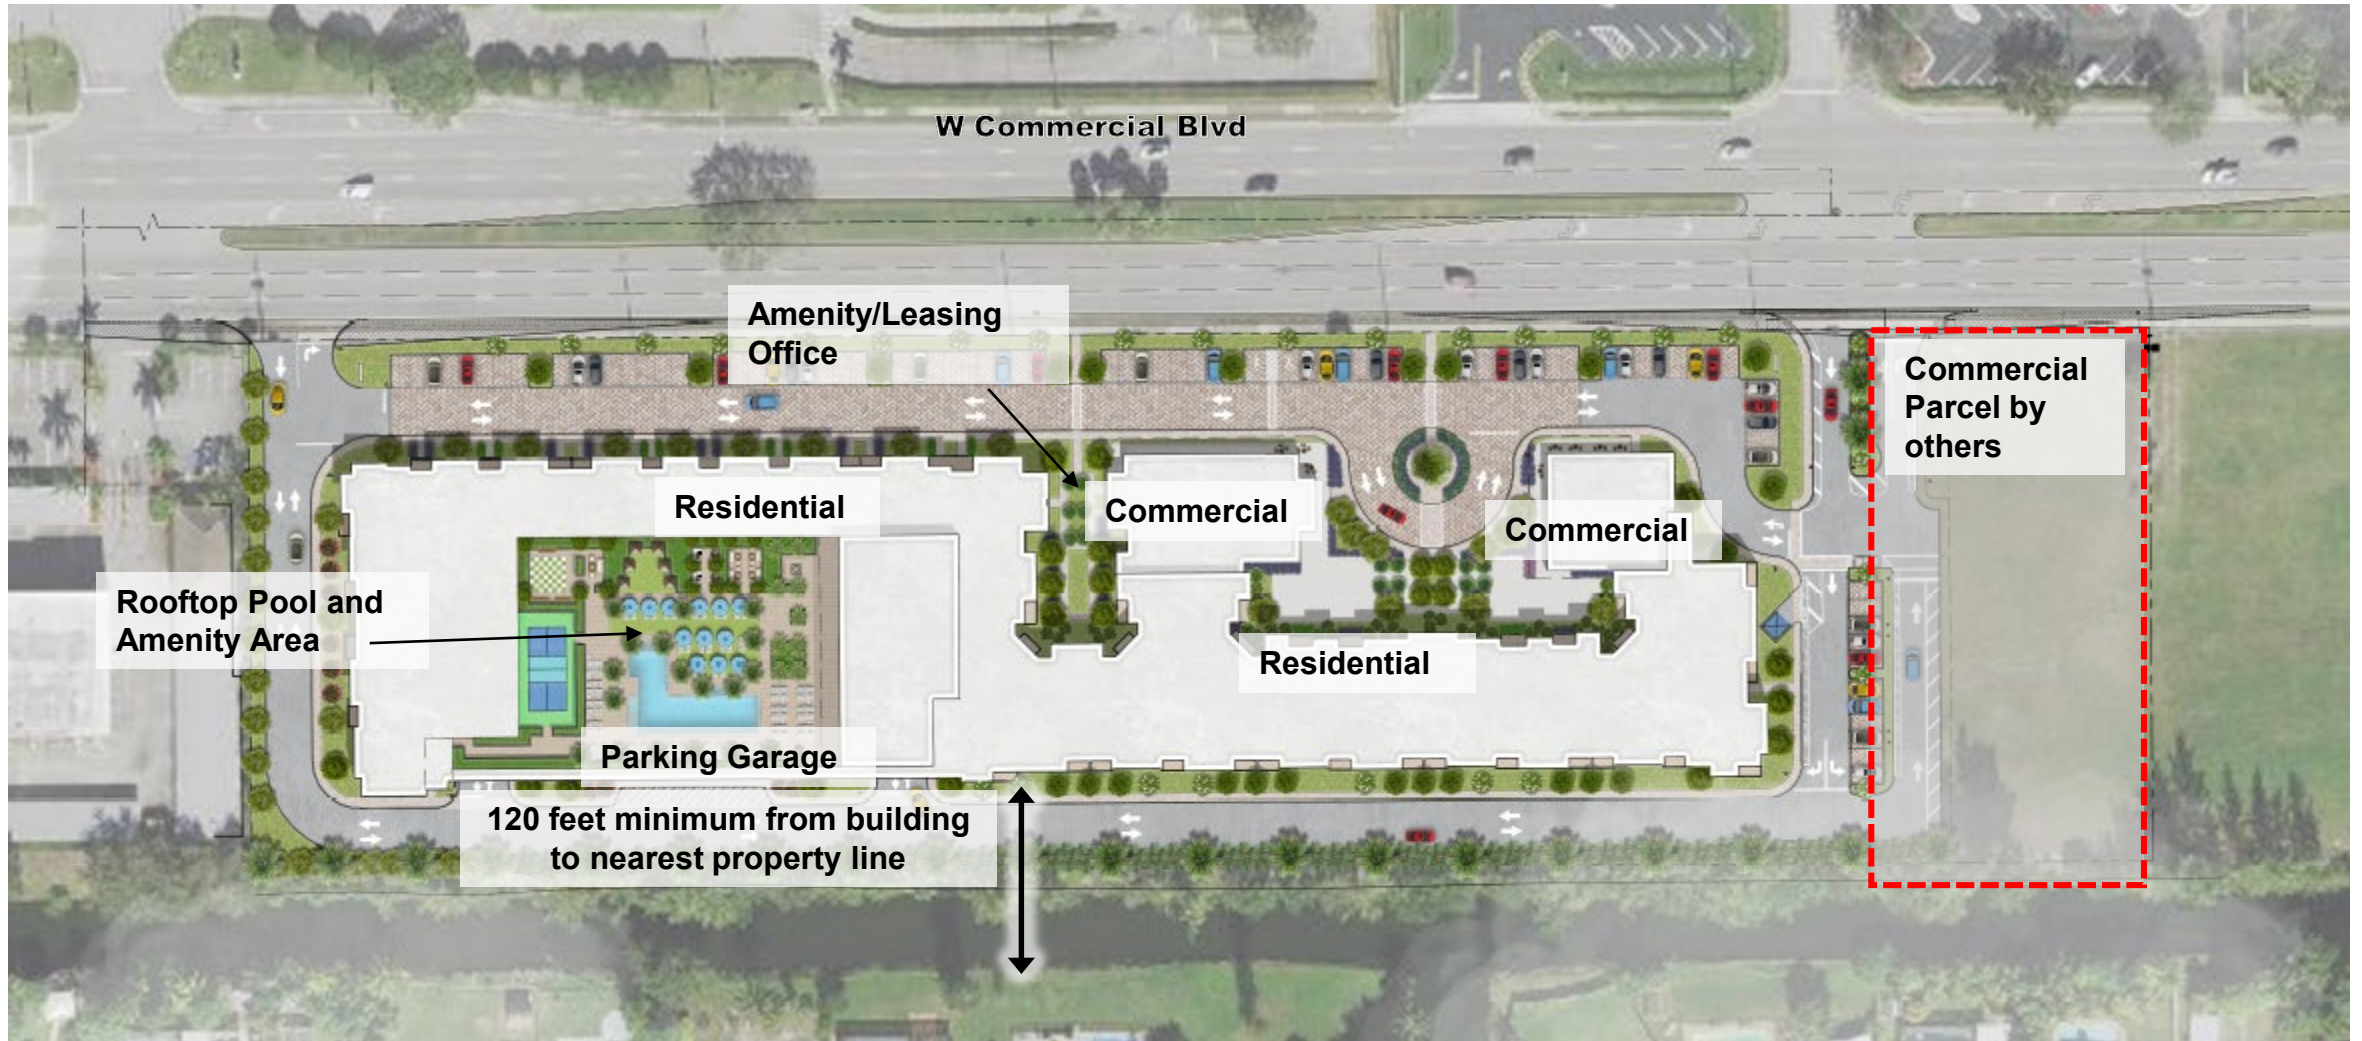 W Commercial Blvd
Amenity/Leasing
Office
Commercial
Parcel by
others
Residential
Commercial
Commercial
Rooftop Pool and
Amenity Area
Residential
Parking Garage
120 feet minimum from building
to nearest property line